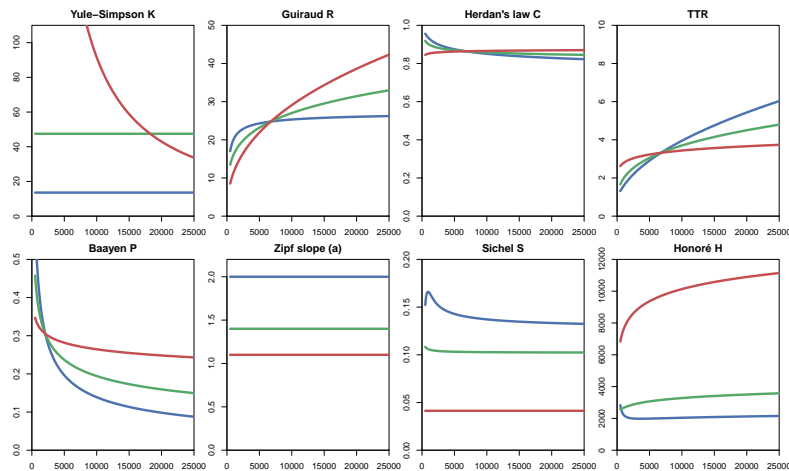 Yule−Simpson K
Guiraud R
Herdan's law C
TTR
0 20 40 60 80 100
0 5000 10000 15000 20000 25000
0 10 20 30 40 50
0 5000 10000 15000 20000 25000
0.0 0.2 0.4 0.6 0.8 1.0
0 5000 10000 15000 20000 25000
0 2 4 6 8 10
0 5000 10000 15000 20000 25000
Baayen P
Zipf slope (a)
Sichel S
Honoré H
0.0 0.1 0.2 0.3 0.4 0.5
0 5000 10000 15000 20000 25000
0.0 0.5 1.0 1.5 2.0
0 5000 10000 15000 20000 25000
0.00 0.05 0.10 0.15 0.20
0 5000 10000 15000 20000 25000
0 2000 4000 6000 8000 10000 12000
0 5000 10000 15000 20000 25000